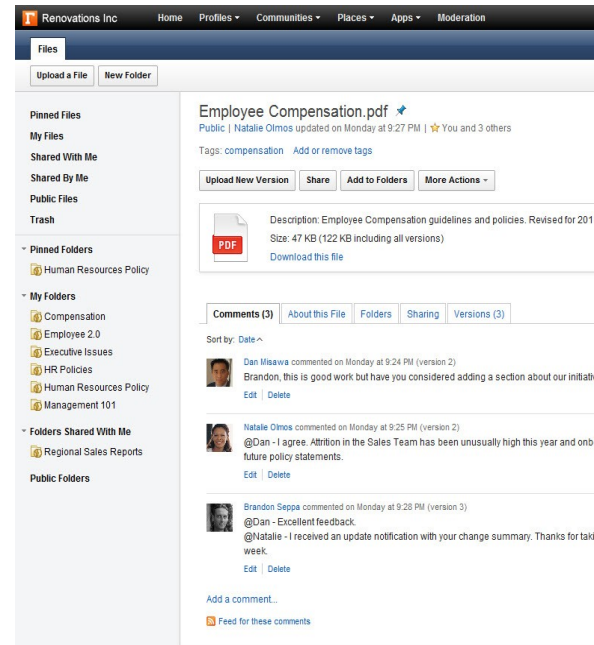 Renovations Inc Home Profiles Communities Places Apps Moderation
Files
Upload a File New Folder
Pinned Files
My Files
Shared With Me
Shared By Me
Public Files
Trash
Pinned Folders
Human Resources Policy
My Folders
Compensation
Employee 2.0
Executive Issues
HR Policies
Human Resources Policy
Management 101
Folders Shared With Me
Regional Sales Reports
Public Folders
Employee Compensation.pdf
Public | Natalie Olmos updated on Monday at 9:27 PM | You and 3 others
Tags: compensation Add or remove tags
Upload New Version Share Add to Folders More Actions
PDF
Description: Employee Compensation guidelines and policies. Revised for 201
Size: 47 KB (122 KB including all versions)
Download this file
Comments (3) About this File Folders Sharing Versions (3)
Sort by: Date
Dan Misawa commented on Monday at 9:24 PM (version 2)
Brandon, this is good work but have you considered adding a section about our initiativ
Edit | Delete
Natalie Olmos commented on Monday at 9:25 PM (version 2)
@Dan - I agree. Attrition in the Sales Team has been unusually high this year and onb
future policy statements.
Edit | Delete
Brandon Seppa commented on Monday at 9:28 PM (version 3)
@Dan - Excellent feedback.
@Natalie - I received an update notification with your change summary. Thanks for taki
week.
Edit | Delete
Add a comment...
Feed for these comments